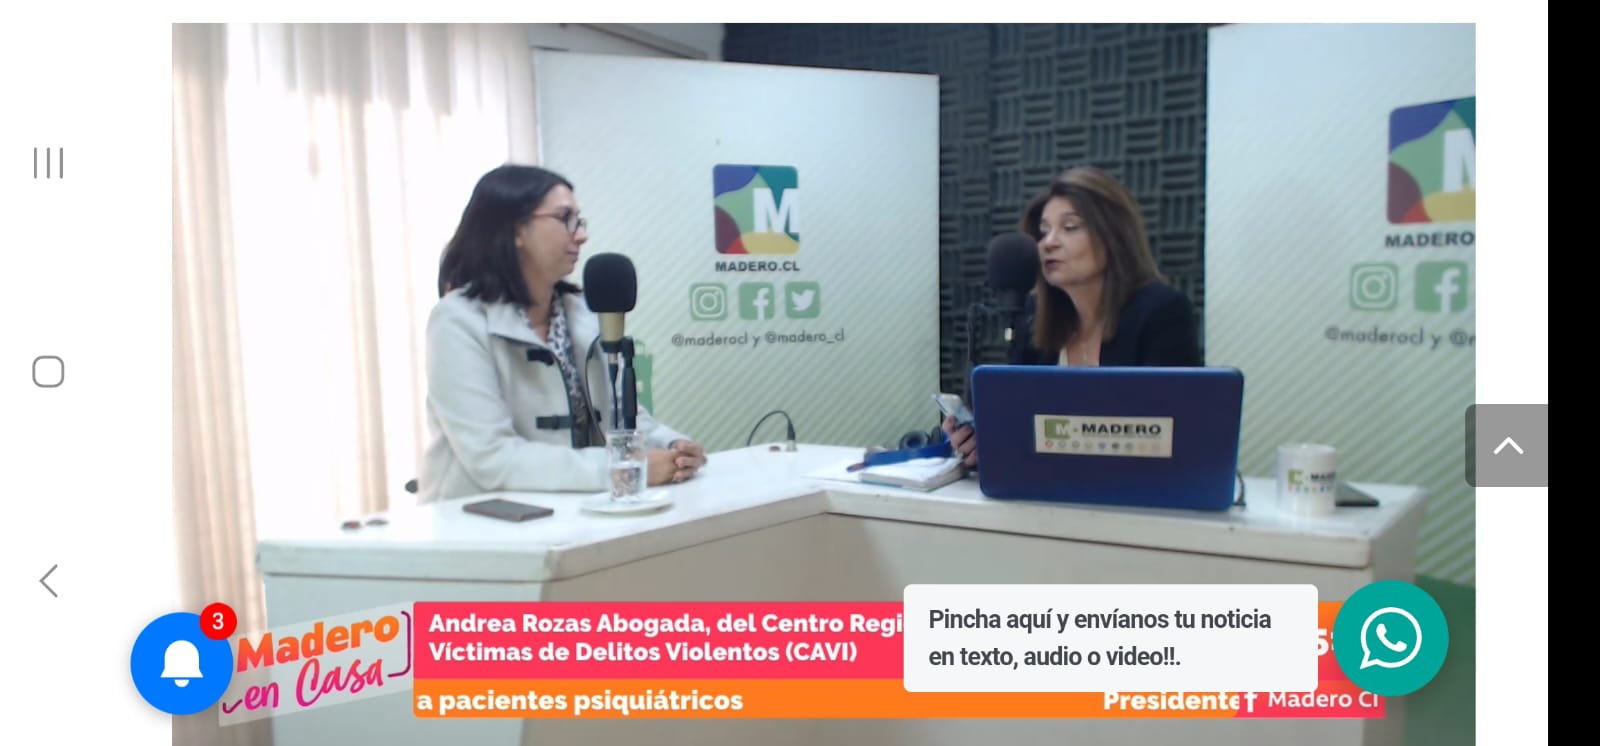 M
MADERO.CL
@maderocl y @madero_cl
M
MADERO
@maderocl y @
M MADERO
MADE
3
Madero
en Casa
Andrea Rozas Abogada, del Centro Regi
Víctimas de Delitos Violentos (CAVI)
a pacientes psiquiátricos
Presidente
Madero Cl
Pincha aquí y envíanos tu noticia
en texto, audio o video!!.